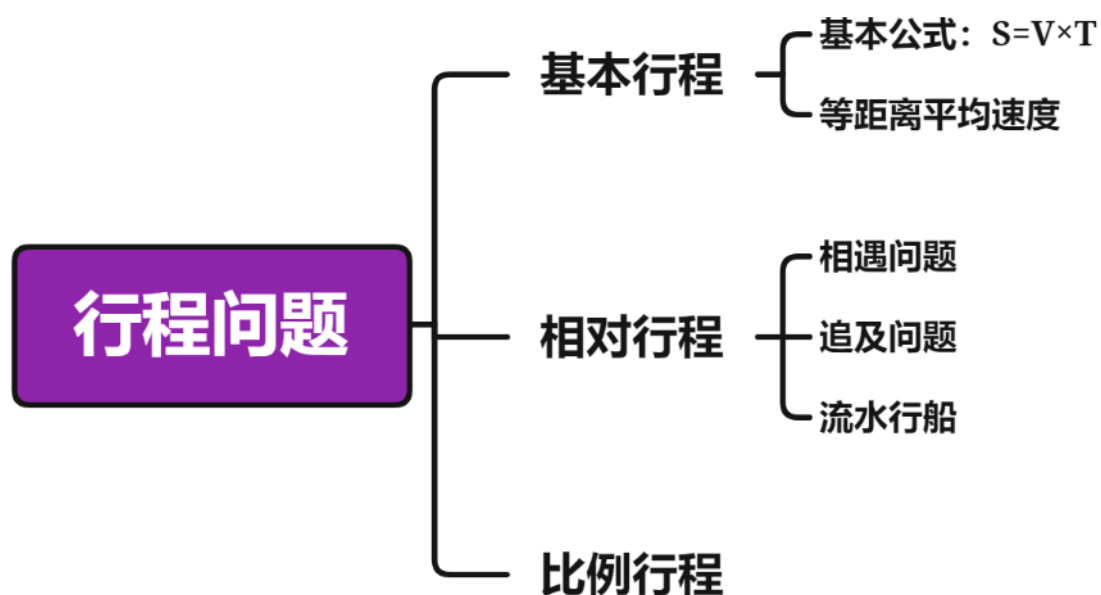 行程问题
基本行程
基本公式：S=V×T
等距离平均速度
相对行程
相遇问题
追及问题
流水行船
比例行程